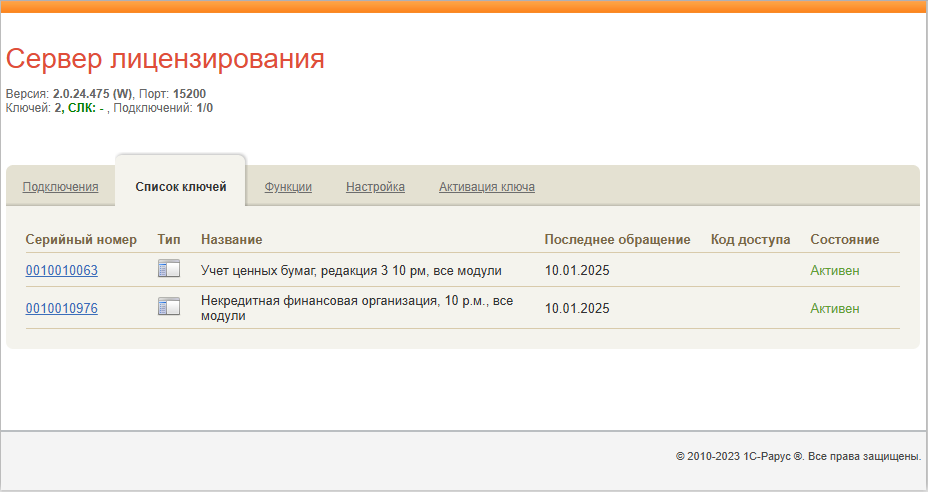 Сервер лицензирования
Версия: 2.0.24.475 (W), Порт: 15200
Ключей: 2, СЛК: - , Подключений: 1/0
Подключения Список ключей Функции Настройка Активация ключа
Серийный номер Тип Название Последнее обращение Код доступа Состояние
0010010063 Учет ценных бумаг, редакция 3 10 рм, все модули 10.01.2025 Активен
0010010976 Некредитная финансовая организация, 10 р.м., все 10.01.2025 Активен
модули
© 2010-2023 1С-Рарус ®. Все права защищены.